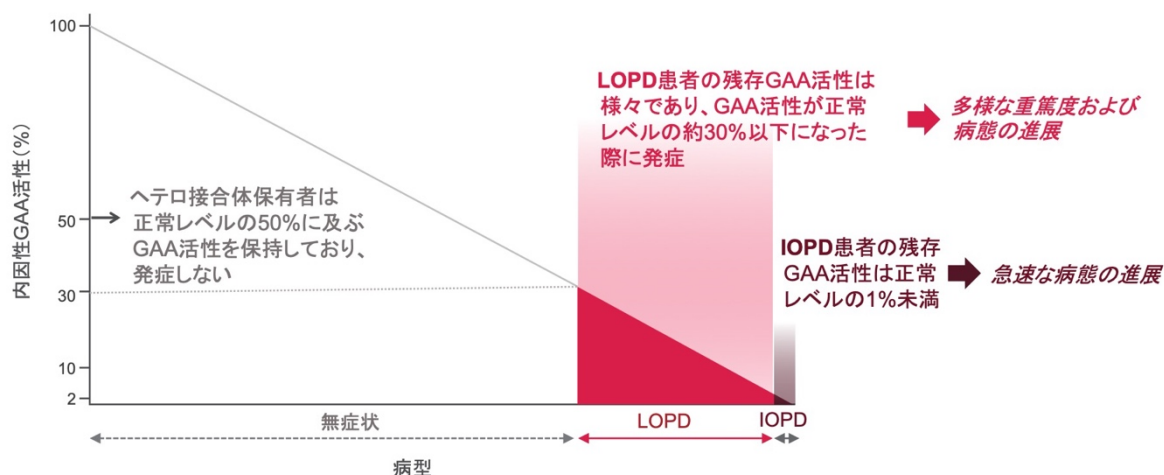 内因性GAA活性(%)
100
50
30
10
2
ヘテロ接合体保有者は
正常レベルの50%に及ぶ
GAA活性を保持しており、
発症しない
LOPD患者の残存GAA活性は
様々であり、GAA活性が正常
レベルの約30%以下になった
際に発症
多様な重篤度および
病態の進展
IOPD患者の残存
GAA活性は正常
レベルの1%未満
急速な病態の進展
無症状
LOPD
IOPD
病型